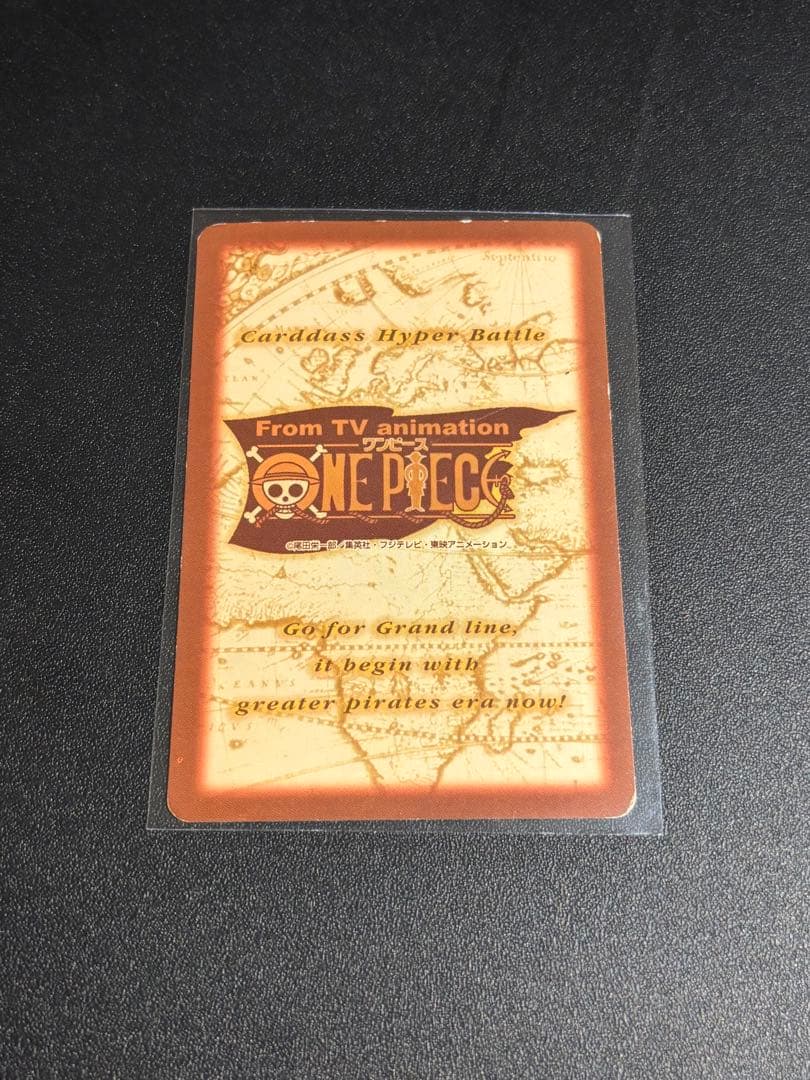 Septentrio
Carddass Hyper Battle
From TV animation
ワンピース
ONE PIECE
©尾田栄一郎／集英社・フジテレビ・東映アニメーション
Go for Grand line,
it begin with
greater pirates era now!